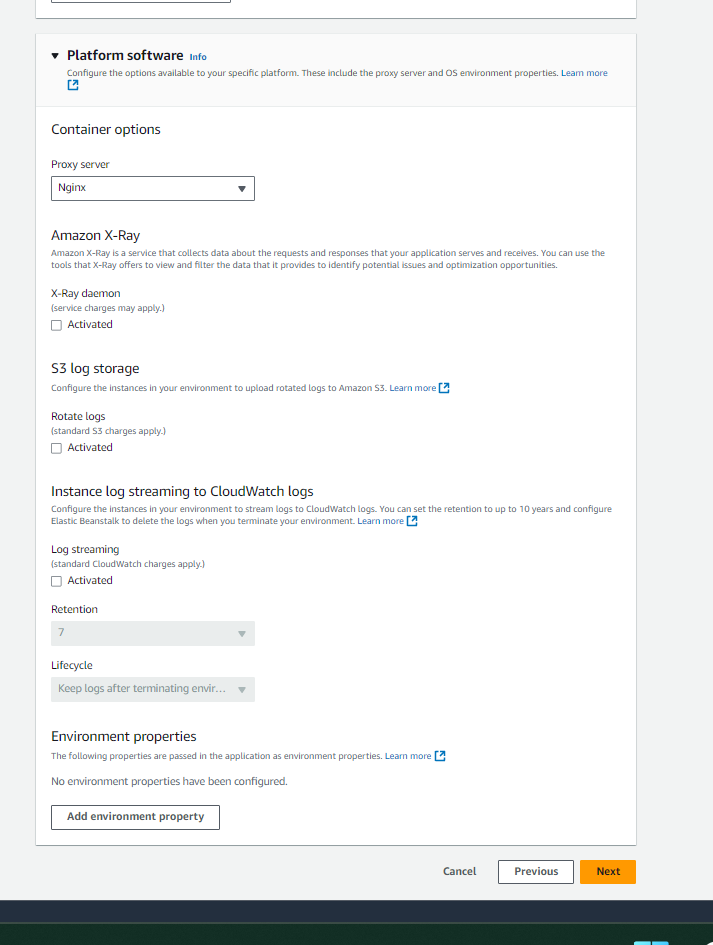 Platform software Info
Configure the options available to your specific platform. These include the proxy server and OS environment properties. Learn more
Container options
Proxy server
Nginx
Amazon X-Ray
Amazon X-Ray is a service that collects data about the requests and responses that your application serves and receives. You can use the
tools that X-Ray offers to view and filter the data that it provides to identify potential issues and optimization opportunities.
X-Ray daemon
(service charges may apply.)
Activated
S3 log storage
Configure the instances in your environment to upload rotated logs to Amazon S3. Learn more
Rotate logs
(standard S3 charges apply.)
Activated
Instance log streaming to CloudWatch logs
Configure the instances in your environment to stream logs to CloudWatch logs. You can set the retention to up to 10 years and configure
Elastic Beanstalk to delete the logs when you terminate your environment. Learn more
Log streaming
(standard CloudWatch charges apply.)
Activated
Retention
7
Lifecycle
Keep logs after terminating envir...
Environment properties
The following properties are passed in the application as environment properties. Learn more
No environment properties have been configured.
Add environment property
Cancel Previous Next